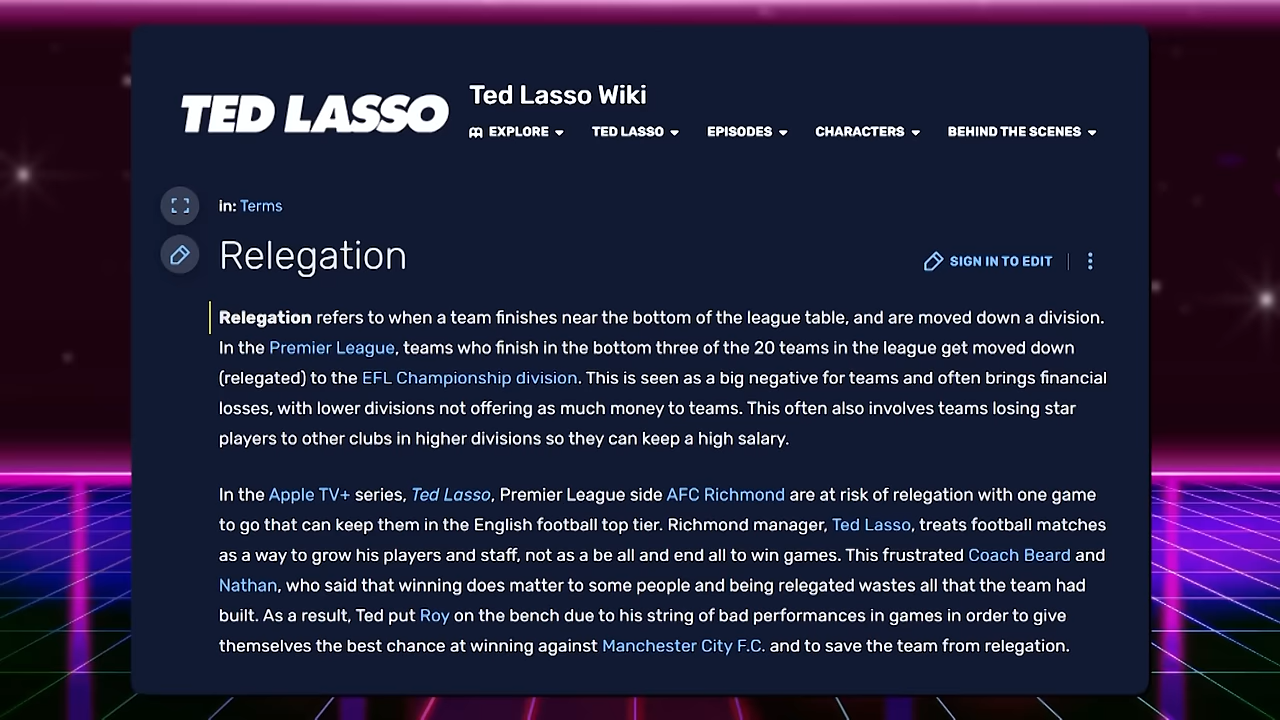 TED LASSO
Ted Lasso Wiki
EXPLORE TED LASSO EPISODES CHARACTERS BEHIND THE SCENES
in: Terms
Relegation
SIGN IN TO EDIT
Relegation refers to when a team finishes near the bottom of the league table, and are moved down a division.
In the Premier League, teams who finish in the bottom three of the 20 teams in the league get moved down
(relegated) to the EFL Championship division. This is seen as a big negative for teams and often brings financial
losses, with lower divisions not offering as much money to teams. This often also involves teams losing star
players to other clubs in higher divisions so they can keep a high salary.
In the Apple TV+ series, Ted Lasso, Premier League side AFC Richmond are at risk of relegation with one game
to go that can keep them in the English football top tier. Richmond manager, Ted Lasso, treats football matches
as a way to grow his players and staff, not as a be all and end all to win games. This frustrated Coach Beard and
Nathan, who said that winning does matter to some people and being relegated wastes all that the team had
built. As a result, Ted put Roy on the bench due to his string of bad performances in games in order to give
themselves the best chance at winning against Manchester City F.C. and to save the team from relegation.